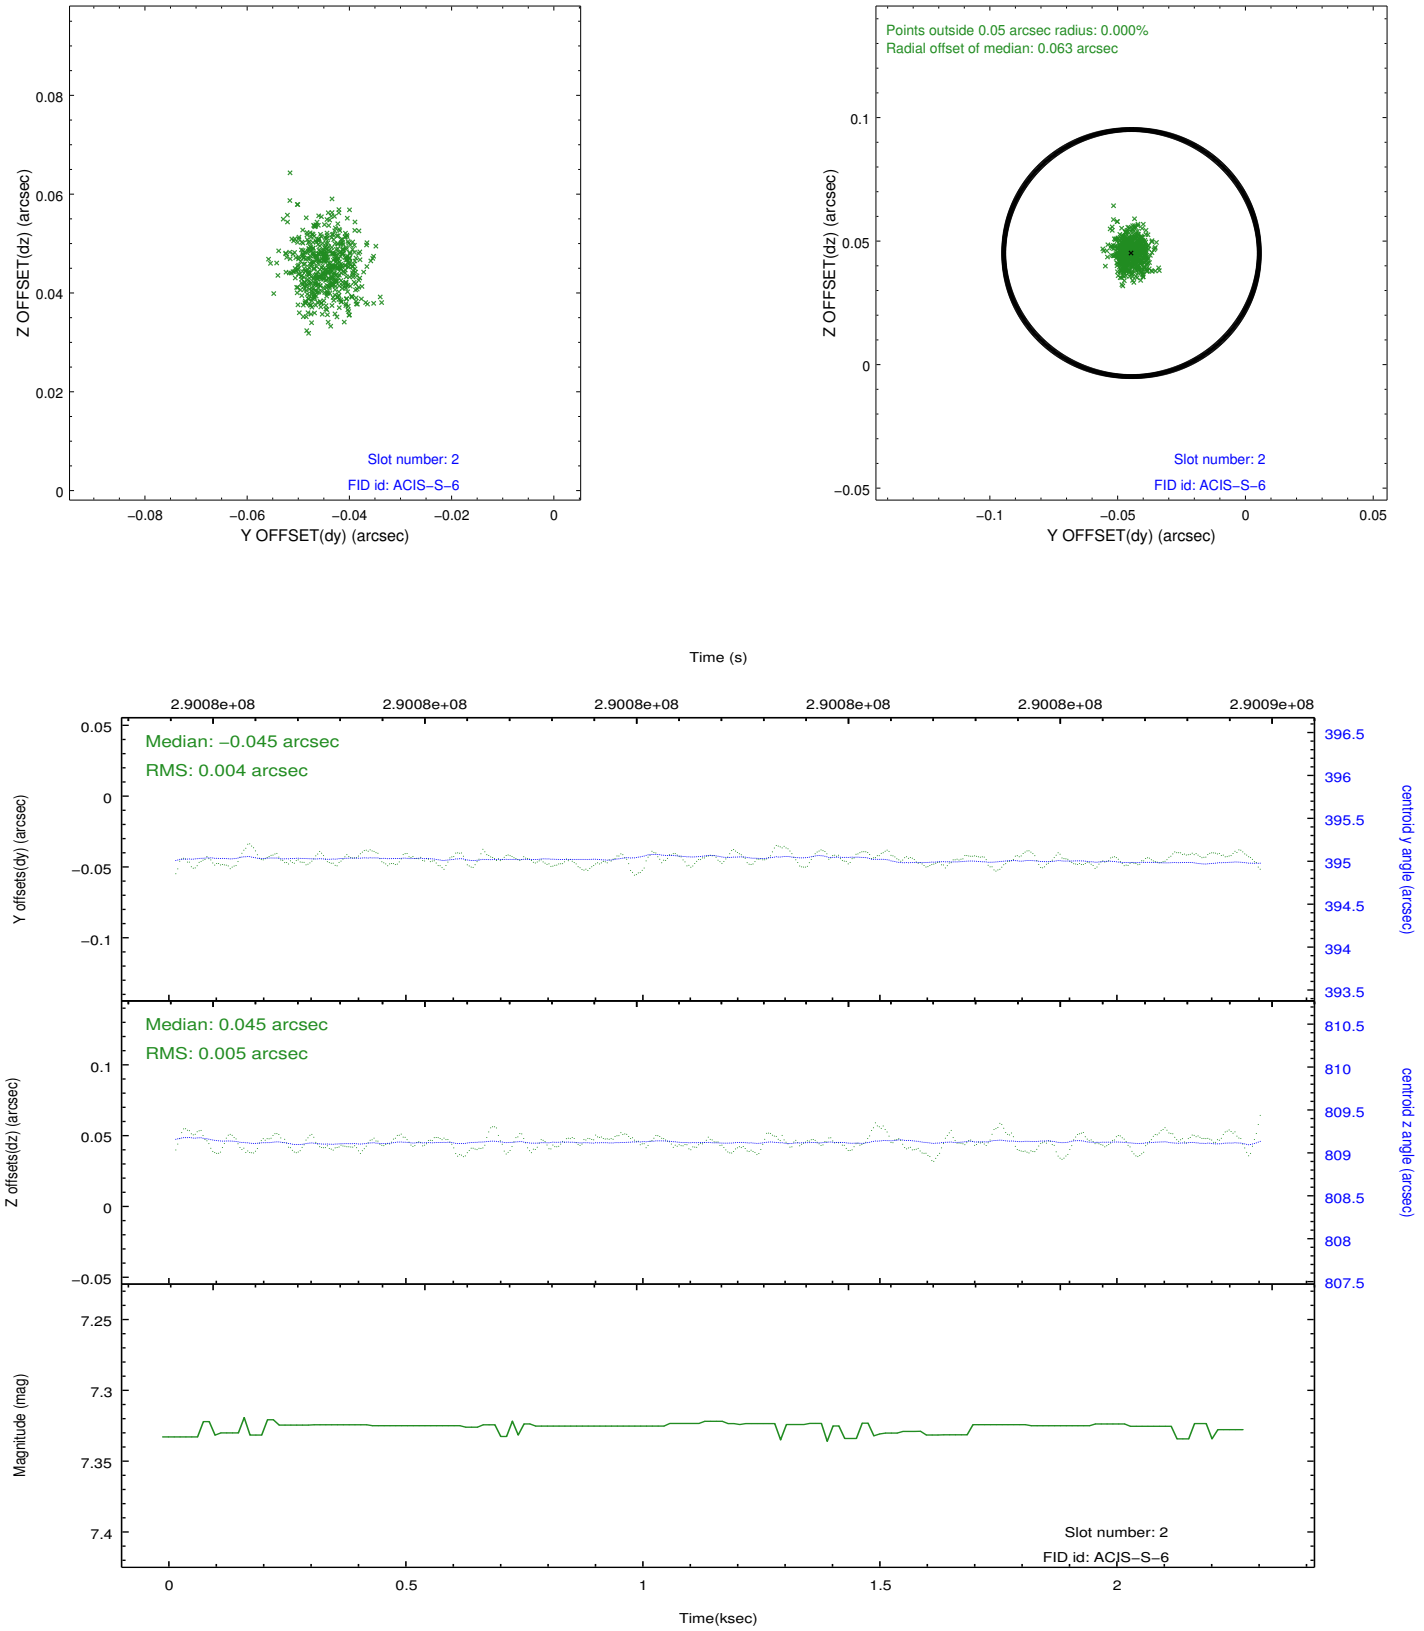 0.08
0.06
0.04
0.02
0
Z OFFSET(dz) (arcsec)
Slot number: 2
FID id: ACIS−S−6
−0.08
−0.06
−0.04
−0.02
0
Y OFFSET(dy) (arcsec)
Points outside 0.05 arcsec radius: 0.000%
Radial offset of median: 0.063 arcsec
0.1
0.05
0
−0.05
Z OFFSET(dz) (arcsec)
Slot number: 2
FID id: ACIS−S−6
−0.1
−0.05
0
0.05
Y OFFSET(dy) (arcsec)
Time (s)
2.9008e+08
2.9008e+08
2.9008e+08
2.9008e+08
2.9008e+08
2.9009e+08
Median: −0.045 arcsec
RMS: 0.004 arcsec
0.05
0
−0.05
−0.1
Y offsets(dy) (arcsec)
396.5
396
395.5
395
394.5
394
393.5
centroid y angle (arcsec)
Median: 0.045 arcsec
RMS: 0.005 arcsec
0.1
0.05
0
−0.05
Z offsets(dz) (arcsec)
810.5
810
809.5
809
808.5
808
807.5
centroid z angle (arcsec)
7.25
7.3
7.35
7.4
Magnitude (mag)
Slot number: 2
FID id: ACIS−S−6
0
0.5
1
1.5
2
Time(ksec)